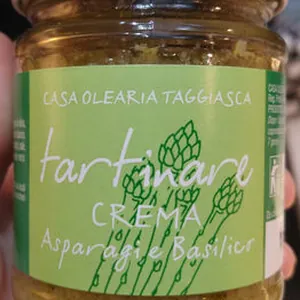 CASA OLEARIA TAGGIASCA
tartinare
CREMA
Asparagi e Basilico